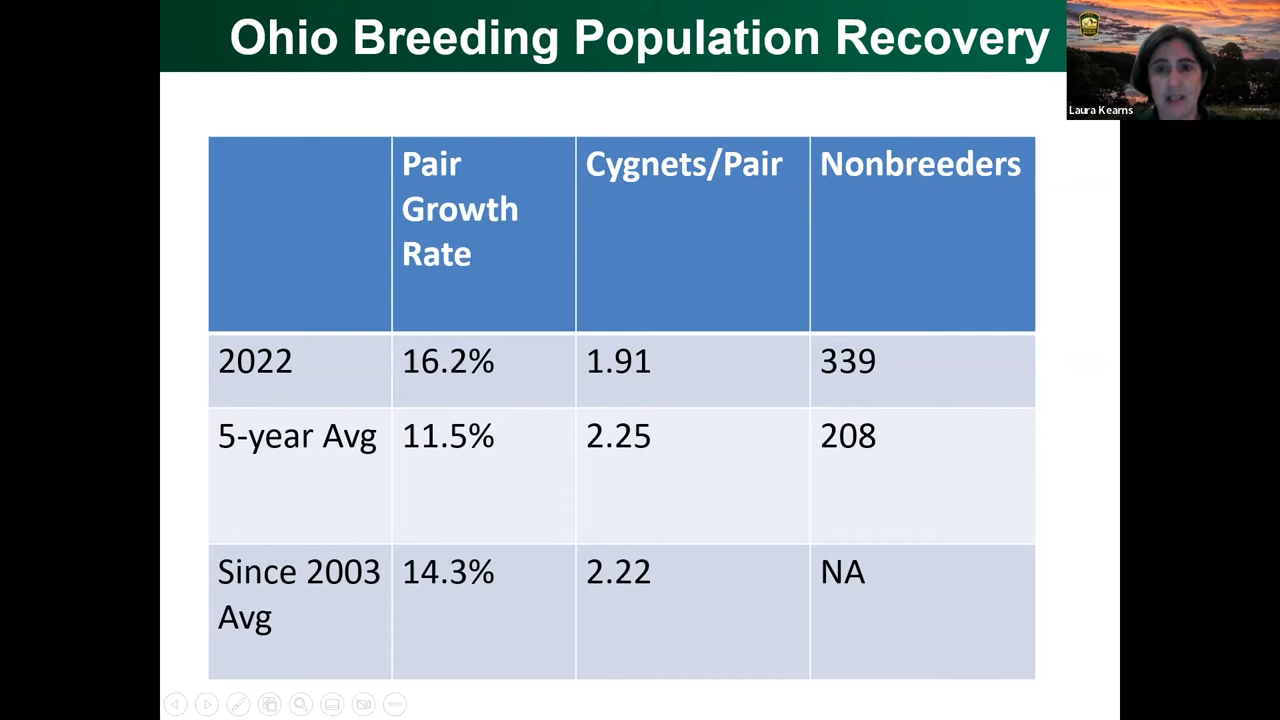 Ohio Breeding Population Recovery
Laura Kearns
Pair Growth Rate
Cygnets/Pair
Nonbreeders
2022 16.2% 1.91 339
5-year Avg 11.5% 2.25 208
Since 2003 Avg 14.3% 2.22 NA